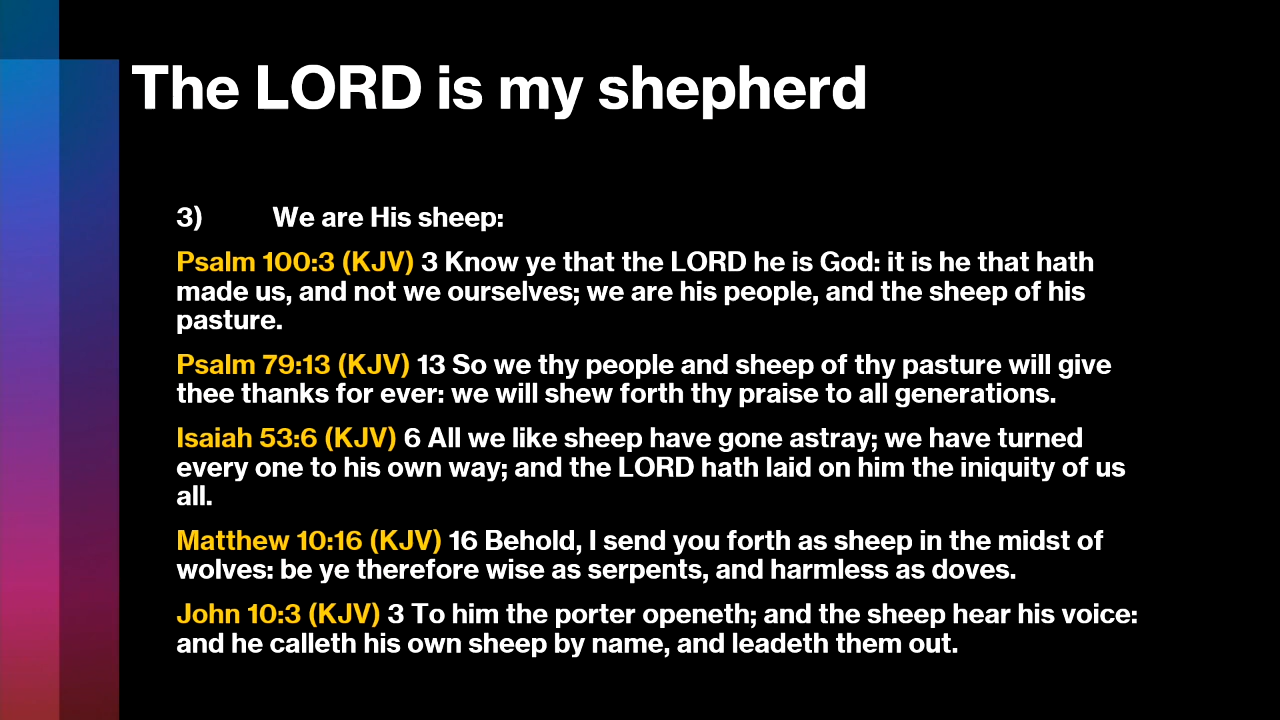 The LORD is my shepherd
3) We are His sheep:
Psalm 100:3 (KJV) 3 Know ye that the LORD he is God: it is he that hath
made us, and not we ourselves; we are his people, and the sheep of his
pasture.
Psalm 79:13 (KJV) 13 So we thy people and sheep of thy pasture will give
thee thanks for ever: we will shew forth thy praise to all generations.
Isaiah 53:6 (KJV) 6 All we like sheep have gone astray; we have turned
every one to his own way; and the LORD hath laid on him the iniquity of us
all.
Matthew 10:16 (KJV) 16 Behold, I send you forth as sheep in the midst of
wolves: be ye therefore wise as serpents, and harmless as doves.
John 10:3 (KJV) 3 To him the porter openeth; and the sheep hear his voice:
and he calleth his own sheep by name, and leadeth them out.